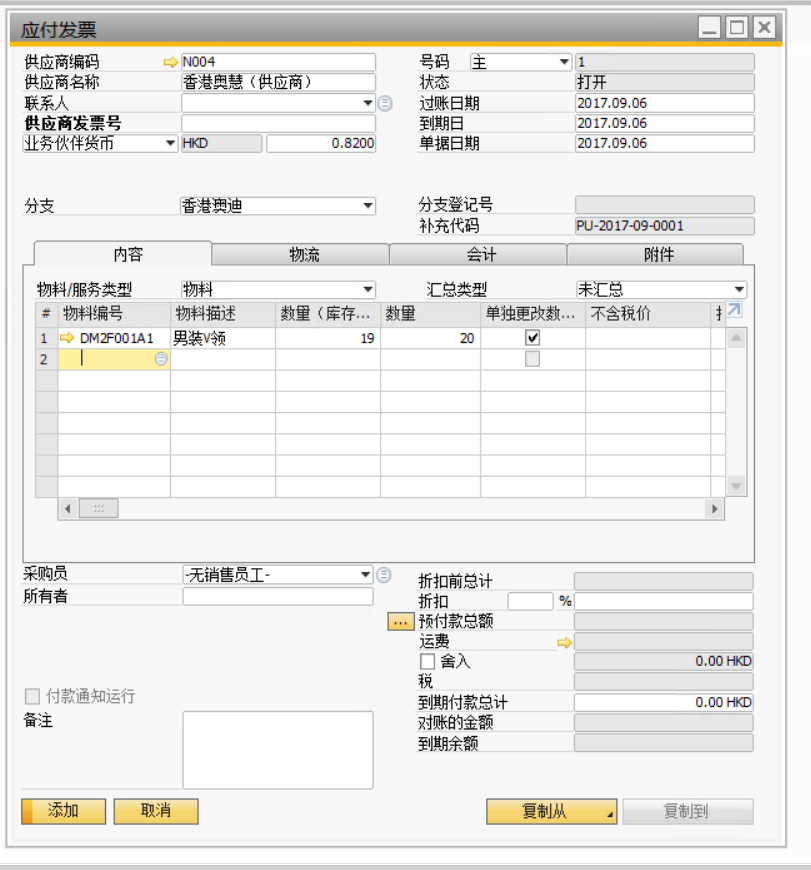 应付发票
供应商编码 N004 号码 主 1
供应商名称 香港奥慧（供应商） 状态 打开
联系人 过账日期 2017.09.06
供应商发票号 到期日 2017.09.06
业务伙伴货币 HKD 0.8200 单据日期 2017.09.06
分支 香港奥迪 分支登记号
补充代码 PU-2017-09-0001
内容 物流 会计 附件
物料/服务类型 物料 汇总类型 未汇总
# 物料编号 物料描述 数量（库存... 数量 单独更改数... 不含税价
1 DM2F001A1 男装V领 19 20
2
采购员 -无销售员工- 折扣前总计
所有者 折扣 %
... 预付款总额
运费
舍入 0.00 HKD
税
付款通知运行 到期付款总计 0.00 HKD
备注 对账的金额
到期余额
添加 取消 复制从 复制到